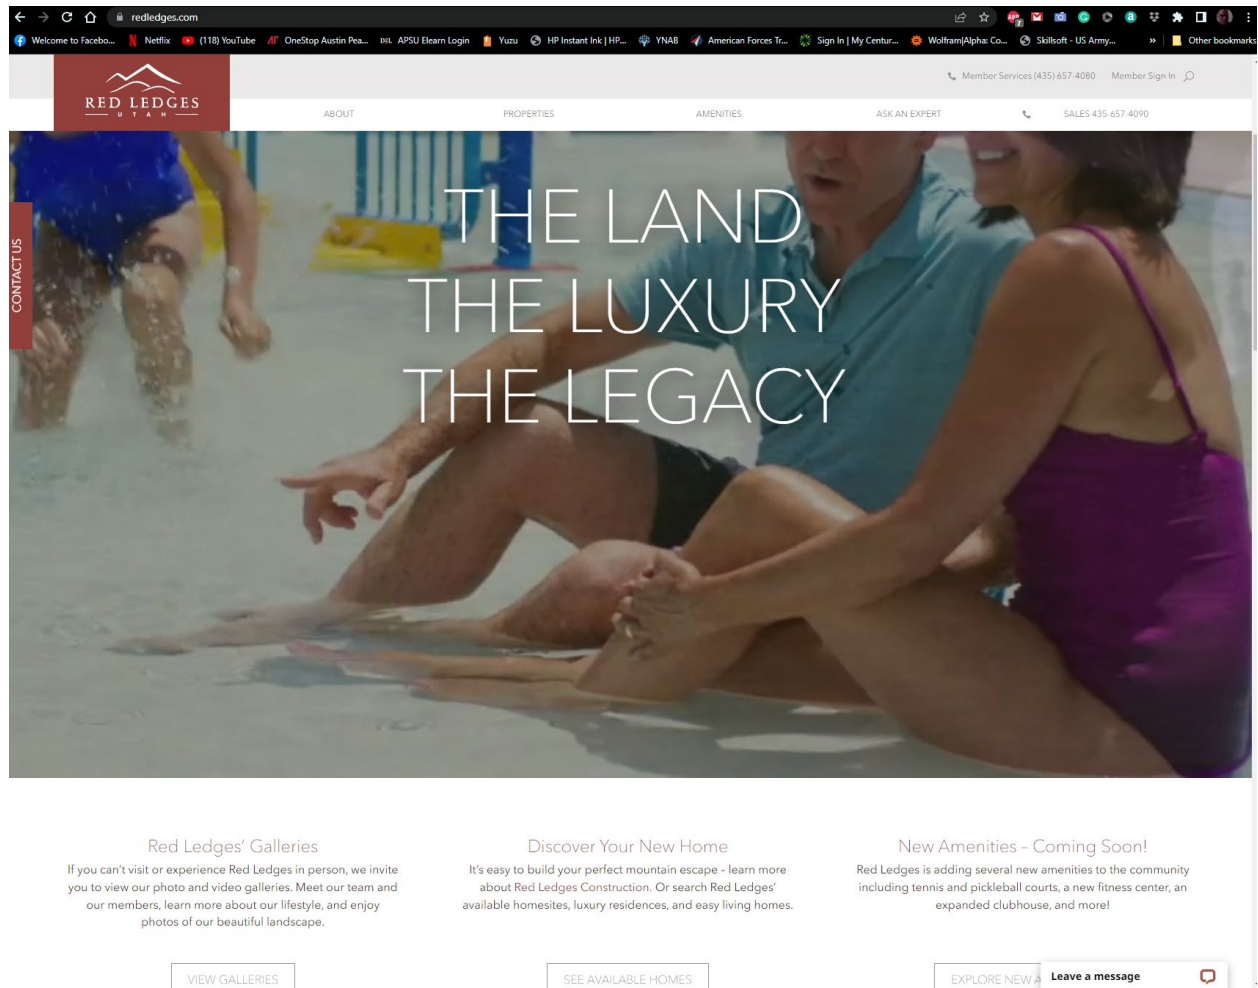 redledges.com
Welcome to Facebo...
Netflix
(118) YouTube
OneStop Austin Pea...
D2L APSU Elearn Login
Yuzu
HP Instant Ink | HP...
YNAB
American Forces Tr...
Sign In | My Centur...
Wolfram|Alpha: Co...
Skillsoft - US Army...
»
Other bookmarks
Member Services (435) 657-4080
Member Sign In
RED LEDGES
UTAH
ABOUT
PROPERTIES
AMENITIES
ASK AN EXPERT
SALES 435-657-4090
CONTACT US
THE LAND
THE LUXURY
THE LEGACY
Red Ledges' Galleries
If you can't visit or experience Red Ledges in person, we invite
you to view our photo and video galleries. Meet our team and
our members, learn more about our lifestyle, and enjoy
photos of our beautiful landscape.
VIEW GALLERIES
Discover Your New Home
It's easy to build your perfect mountain escape – learn more
about Red Ledges Construction. Or search Red Ledges'
available homesites, luxury residences, and easy living homes.
SEE AVAILABLE HOMES
New Amenities – Coming Soon!
Red Ledges is adding several new amenities to the community
including tennis and pickleball courts, a new fitness center, an
expanded clubhouse, and more!
EXPLORE NEW A
Leave a message